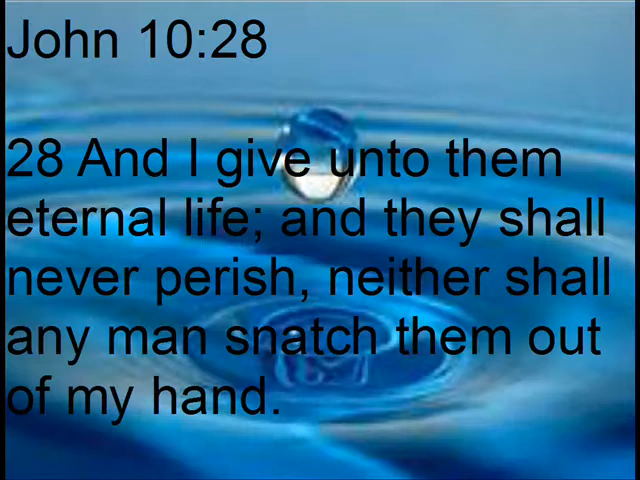 John 10:28
28 And I give unto them
eternal life; and they shall
never perish, neither shall
any man snatch them out
of my hand.